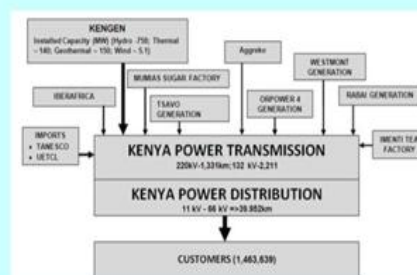 KENGEN
Installed Capacity (MW) (Hydro -750; Thermal
– 140; Geothermal – 150; Wind – 5.1)
Aggreko
WESTMONT
GENERATION
MUMIAS SUGAR FACTORY
IBERAFRICA
TSAVO
GENERATION
ORPOWER 4
GENERATION
RABAI GENERATION
IMPORTS
• TANESCO
• UETCL
IMENTI TEA
FACTORY
KENYA POWER TRANSMISSION
220kV-1,331km; 132 kV-2,211
KENYA POWER DISTRIBUTION
11 kV - 66 kV =>39.952km
CUSTOMERS (1,463,639)